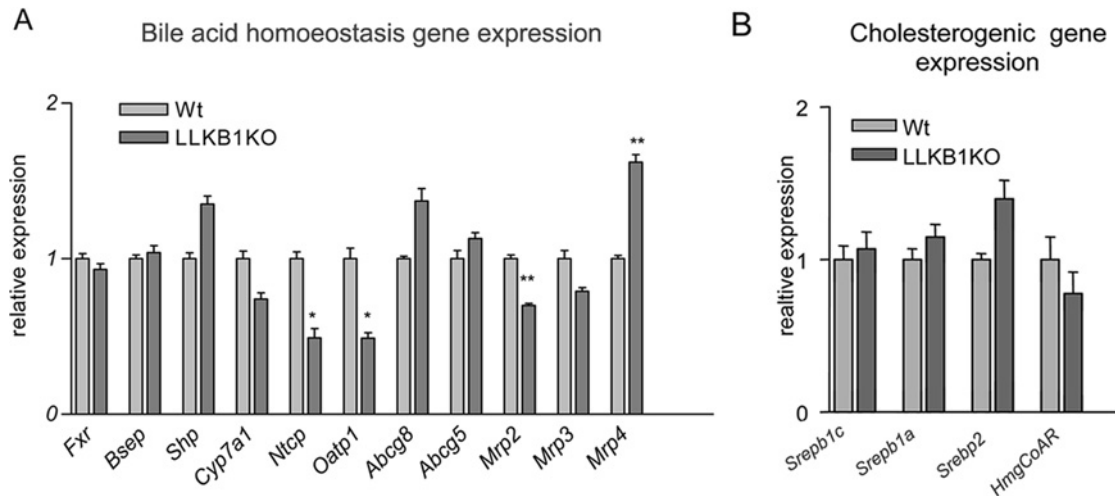 A
Bile acid homoeostasis gene expression
relative expression
2
1
0
Wt
LLKB1KO
*
*
**
**
Fxr
Bsep
Shp
Cyp7a1
Ntcp
Oatp1
Abcg8
Abcg5
Mrp2
Mrp3
Mrp4
B
Cholesterogenic gene
expression
realtive expression
2
1
0
Wt
LLKB1KO
Srepb1c
Srepb1a
Srebp2
HmgCoAR